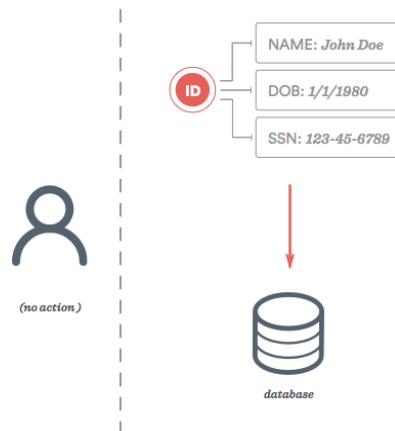 NAME: John Doe
ID
DOB: 1/1/1980
SSN: 123-45-6789
(no action )
database